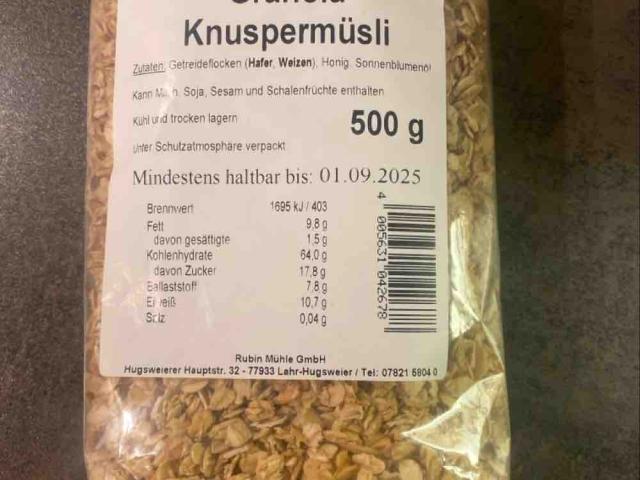 Granola
Knuspermüsli
Zutaten: Getreideflocken (Hafer, Weizen), Honig, Sonnenblumenöl
Kann Soja, Sesam und Schalenfrüchte enthalten
Kühl und trocken lagern
500 g
unter Schutzatmosphäre verpackt
Mindestens haltbar bis: 01.09.2025
Brennwert 1695 kJ / 403
Fett 9,8 g
davon gesättigte 1,5 g
Kohlenhydrate 64,0 g
davon Zucker 17,8 g
Ballaststoff 7,8 g
Eiweiß 10,7 g
Salz 0,04 g
4 005631 042678
Rubin Mühle GmbH
Hugsweierer Hauptstr. 32 - 77933 Lahr-Hugsweier / Tel: 07821 5804 0